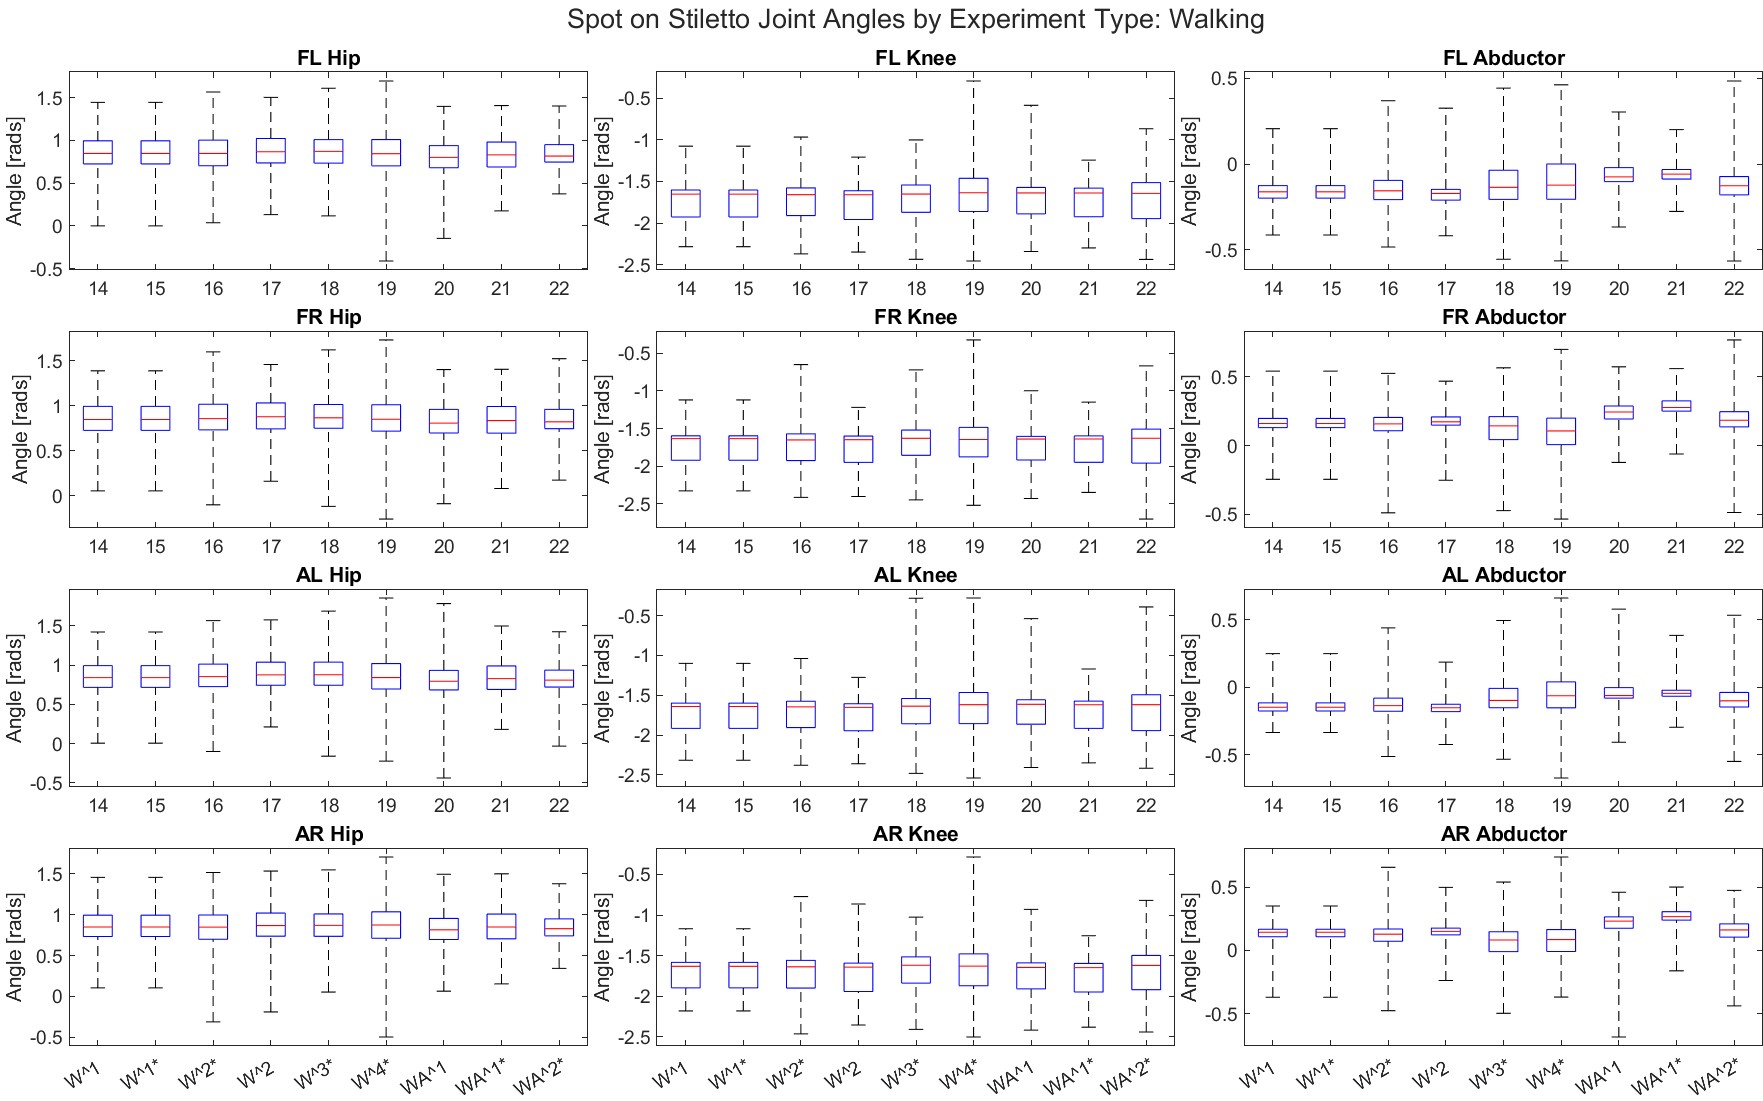 Spot on Stiletto Joint Angles by Experiment Type: Walking
FL Hip
Angle [rads]
1.5
1
0.5
0
-0.5
14 15 16 17 18 19 20 21 22
FL Knee
Angle [rads]
-0.5
-1
-1.5
-2
-2.5
14 15 16 17 18 19 20 21 22
FL Abductor
Angle [rads]
0.5
0
-0.5
14 15 16 17 18 19 20 21 22
FR Hip
Angle [rads]
1.5
1
0.5
0
14 15 16 17 18 19 20 21 22
FR Knee
Angle [rads]
-0.5
-1
-1.5
-2
-2.5
14 15 16 17 18 19 20 21 22
FR Abductor
Angle [rads]
0.5
0
-0.5
14 15 16 17 18 19 20 21 22
AL Hip
Angle [rads]
1.5
1
0.5
0
-0.5
14 15 16 17 18 19 20 21 22
AL Knee
Angle [rads]
-0.5
-1
-1.5
-2
-2.5
14 15 16 17 18 19 20 21 22
AL Abductor
Angle [rads]
0.5
0
-0.5
14 15 16 17 18 19 20 21 22
AR Hip
Angle [rads]
1.5
1
0.5
0
-0.5
W^1 W^1* W^2* W^2 W^3* W^4* WA^1 WA^1* WA^2*
AR Knee
Angle [rads]
-0.5
-1
-1.5
-2
-2.5
W^1 W^1* W^2* W^2 W^3* W^4* WA^1 WA^1* WA^2*
AR Abductor
Angle [rads]
0.5
0
-0.5
W^1 W^1* W^2* W^2 W^3* W^4* WA^1 WA^1* WA^2*